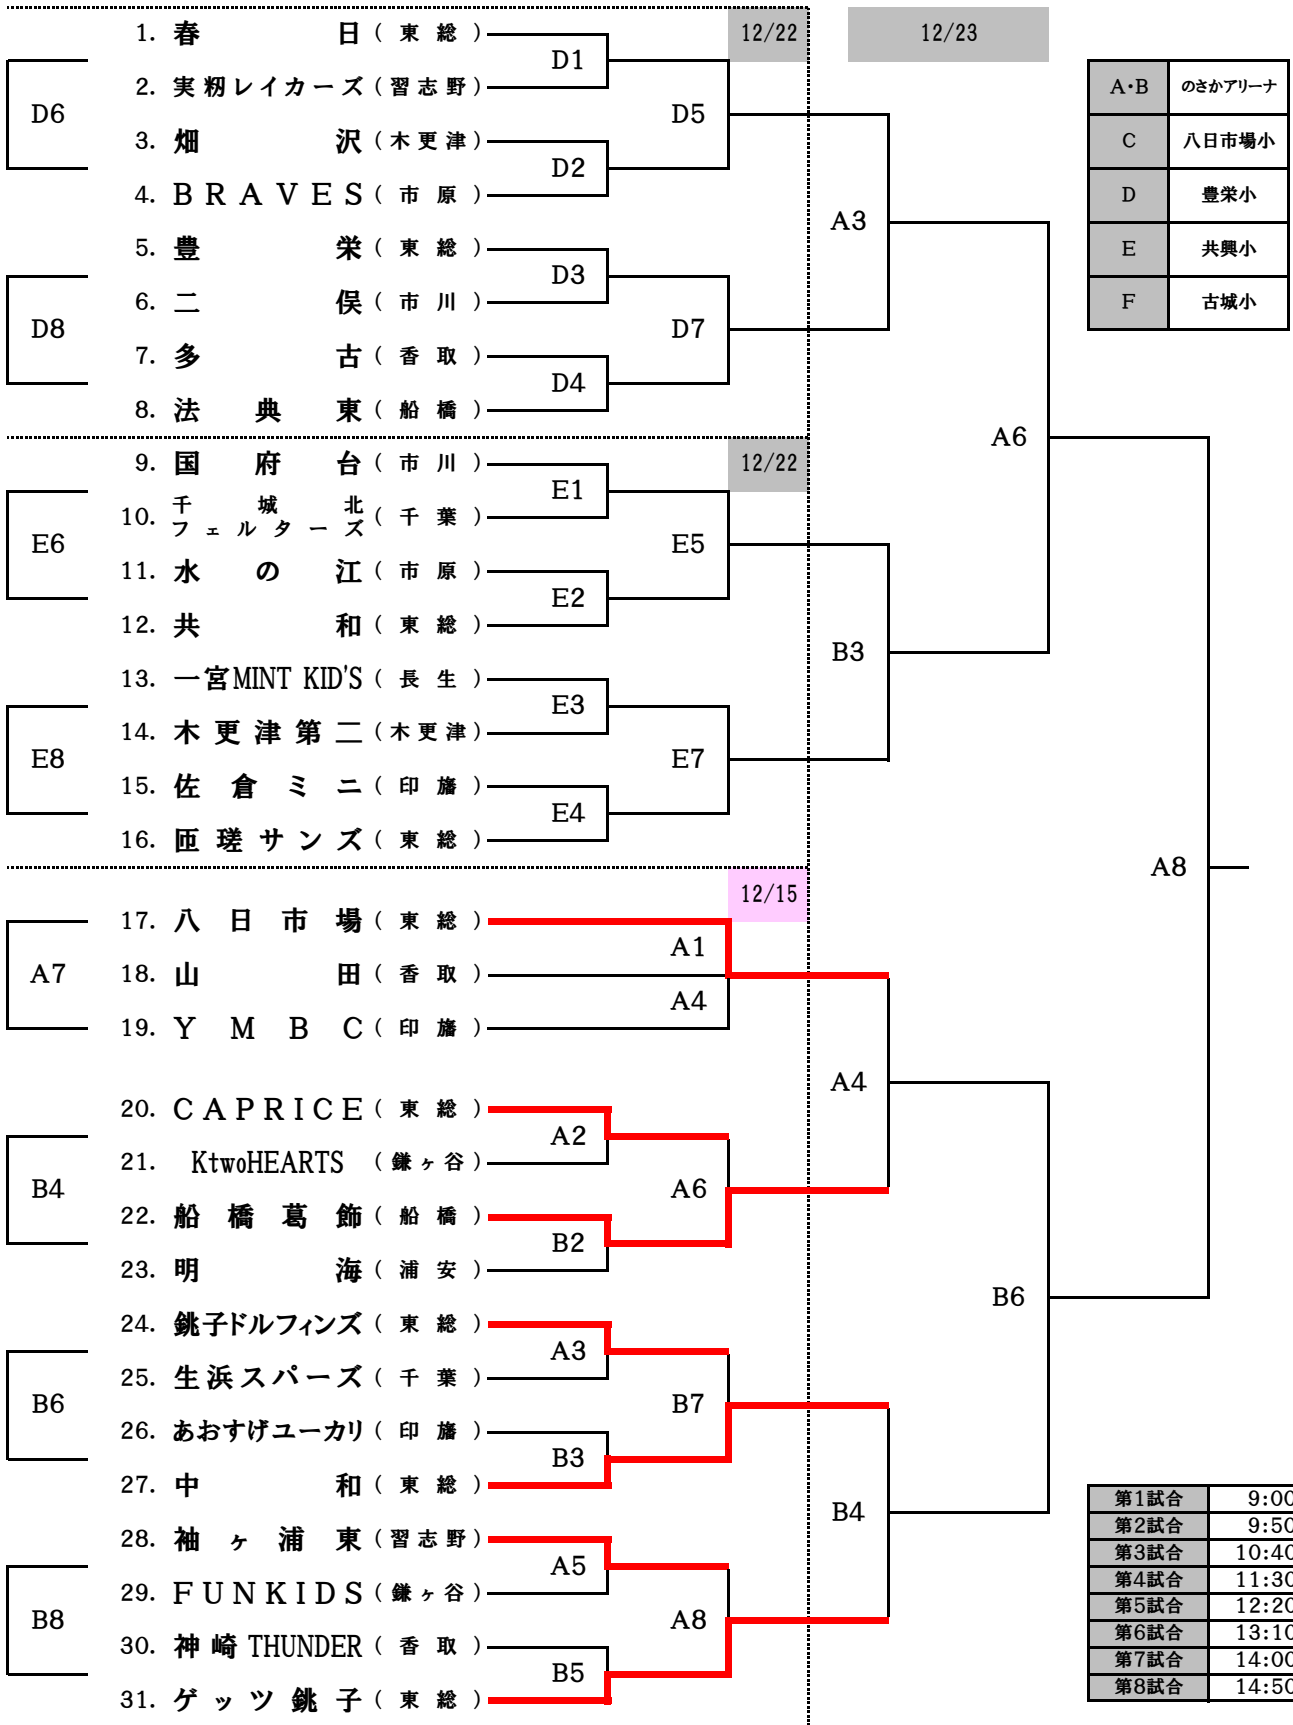 12/22
12/23
1. 春日 (東総)
2. 実籾レイカーズ (習志野)
3. 畑沢 (木更津)
4. BRAVES (市原)
5. 豊栄 (東総)
6. 二俣 (市川)
7. 多古 (香取)
8. 法典東 (船橋)
D6
D8
D1
D2
D3
D4
D5
D7
A3
A・B のさかアリーナ
C 八日市場小
D 豊栄小
E 共興小
F 古城小
12/22
9. 国府台 (市川)
10. 千城北フェルターズ (千葉)
11. 水の江 (市原)
12. 共和 (東総)
13. 一宮MINT KID'S (長生)
14. 木更津第二 (木更津)
15. 佐倉ミニ (印旛)
16. 匝瑳サンズ (東総)
E6
E8
E1
E2
E3
E4
E5
E7
B3
A6
A8
12/15
17. 八日市場 (東総)
18. 山田 (香取)
19. YMBC (印旛)
20. CAPRICE (東総)
21. KtwoHEARTS (鎌ヶ谷)
22. 船橋葛飾 (船橋)
23. 明海 (浦安)
24. 銚子ドルフィンズ (東総)
25. 生浜スパーズ (千葉)
26. あおすげユーカリ (印旛)
27. 中和 (東総)
28. 袖ヶ浦東 (習志野)
29. FUNKIDS (鎌ヶ谷)
30. 神崎THUNDER (香取)
31. ゲッツ銚子 (東総)
A7
B4
B6
B8
A1
A4
A2
B2
A3
B3
A5
B5
A6
B7
A8
A4
B4
B6
第1試合 9:00
第2試合 9:50
第3試合 10:40
第4試合 11:30
第5試合 12:20
第6試合 13:10
第7試合 14:00
第8試合 14:50